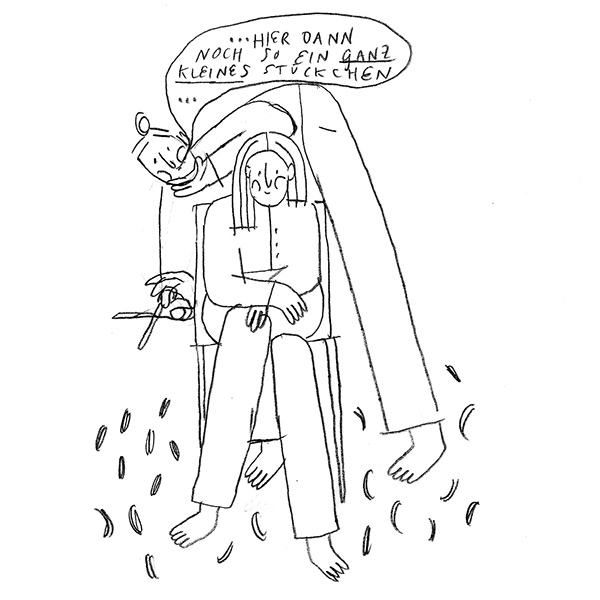 ...HIER DANN
NOCH SO EIN GANZ
KLEINES STÜCKCHEN
...